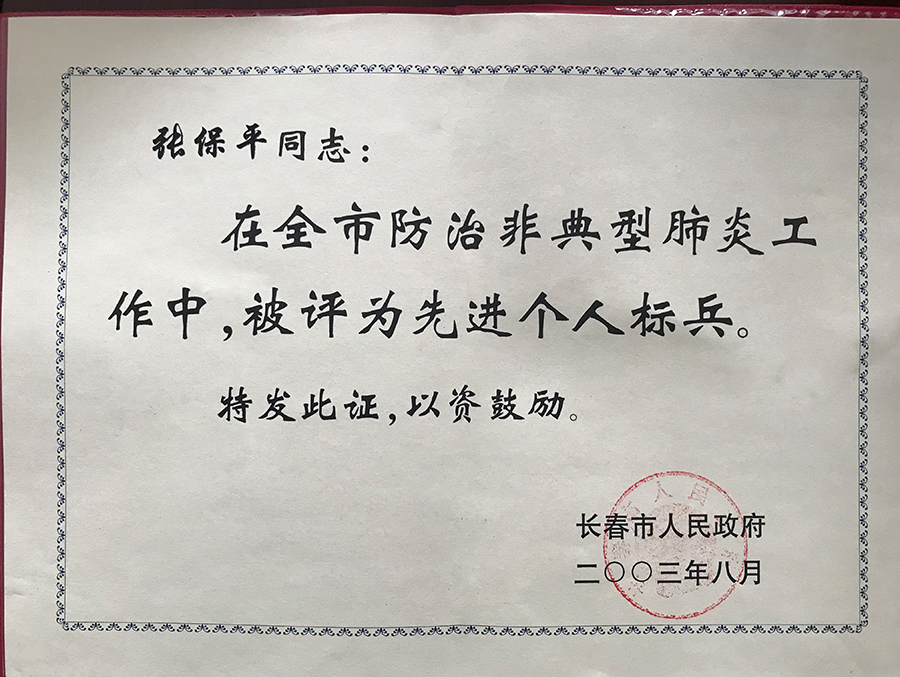 张保平同志：
在全市防治非典型肺炎工
作中，被评为先进个人标兵。
特发此证，以资鼓励。
长春市人民政府
二〇〇三年八月